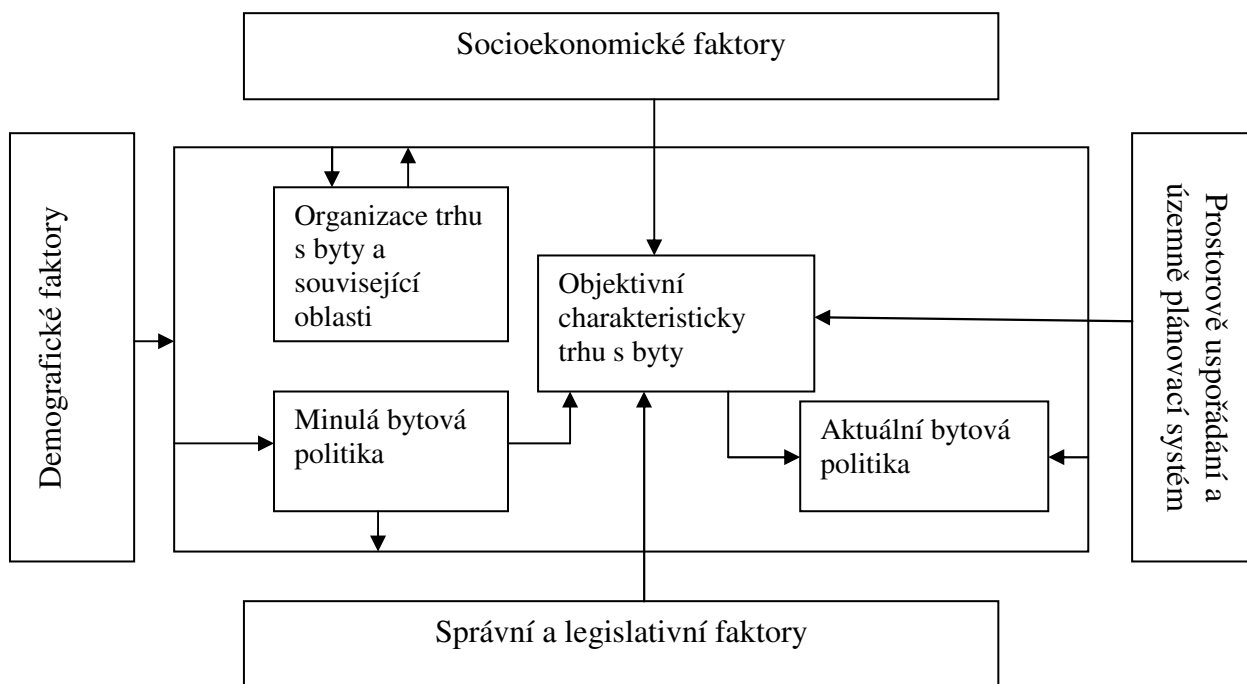 Socioekonomické faktory
Demografické faktory
Organizace trhu
s byty a
související
oblasti
Objektivní
charakteristicky
trhu s byty
Prostorově uspořádání a
územně plánovací systém
Minulá bytová
politika
Aktuální bytová
politika
Správní a legislativní faktory